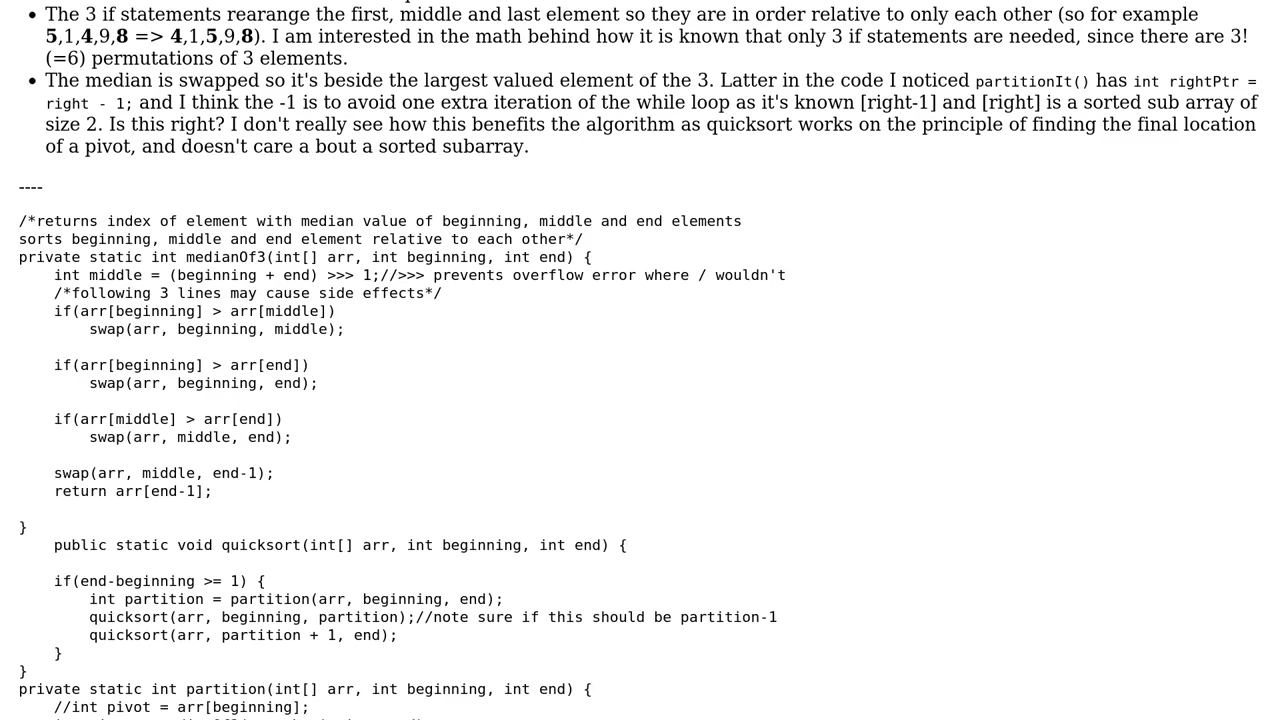 The 3 if statements rearrange the first, middle and last element so they are in order relative to only each other (so for example
5,1,4,9,8 => 4,1,5,9,8). I am interested in the math behind how it is known that only 3 if statements are needed, since there are 3!
(=6) permutations of 3 elements.
The median is swapped so it's beside the largest valued element of the 3. Latter in the code I noticed partitionIt() has int rightPtr =
right - 1; and I think the -1 is to avoid one extra iteration of the while loop as it's known [right-1] and [right] is a sorted sub array of
size 2. Is this right? I don't really see how this benefits the algorithm as quicksort works on the principle of finding the final location
of a pivot, and doesn't care a bout a sorted subarray.
----
/*returns index of element with median value of beginning, middle and end elements
sorts beginning, middle and end element relative to each other*/
private static int medianOf3(int[] arr, int beginning, int end) {
    int middle = (beginning + end) >>> 1;//>>> prevents overflow error where / wouldn't
    /*following 3 lines may cause side effects*/
    if(arr[beginning] > arr[middle])
        swap(arr, beginning, middle);
    if(arr[beginning] > arr[end])
        swap(arr, beginning, end);
    if(arr[middle] > arr[end])
        swap(arr, middle, end);
    swap(arr, middle, end-1);
    return arr[end-1];
}
    public static void quicksort(int[] arr, int beginning, int end) {
    if(end-beginning >= 1) {
        int partition = partition(arr, beginning, end);
        quicksort(arr, beginning, partition);//note sure if this should be partition-1
        quicksort(arr, partition + 1, end);
    }
}
private static int partition(int[] arr, int beginning, int end) {
    //int pivot = arr[beginning];